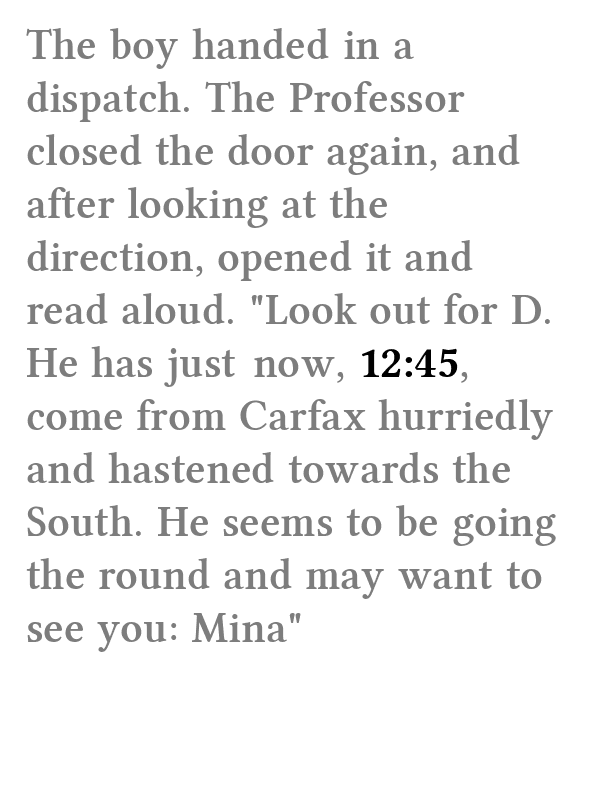 The boy handed in a
dispatch. The Professor
closed the door again, and
after looking at the
direction, opened it and
read aloud. "Look out for D.
He has just now, 12:45,
come from Carfax hurriedly
and hastened towards the
South. He seems to be going
the round and may want to
see you: Mina"